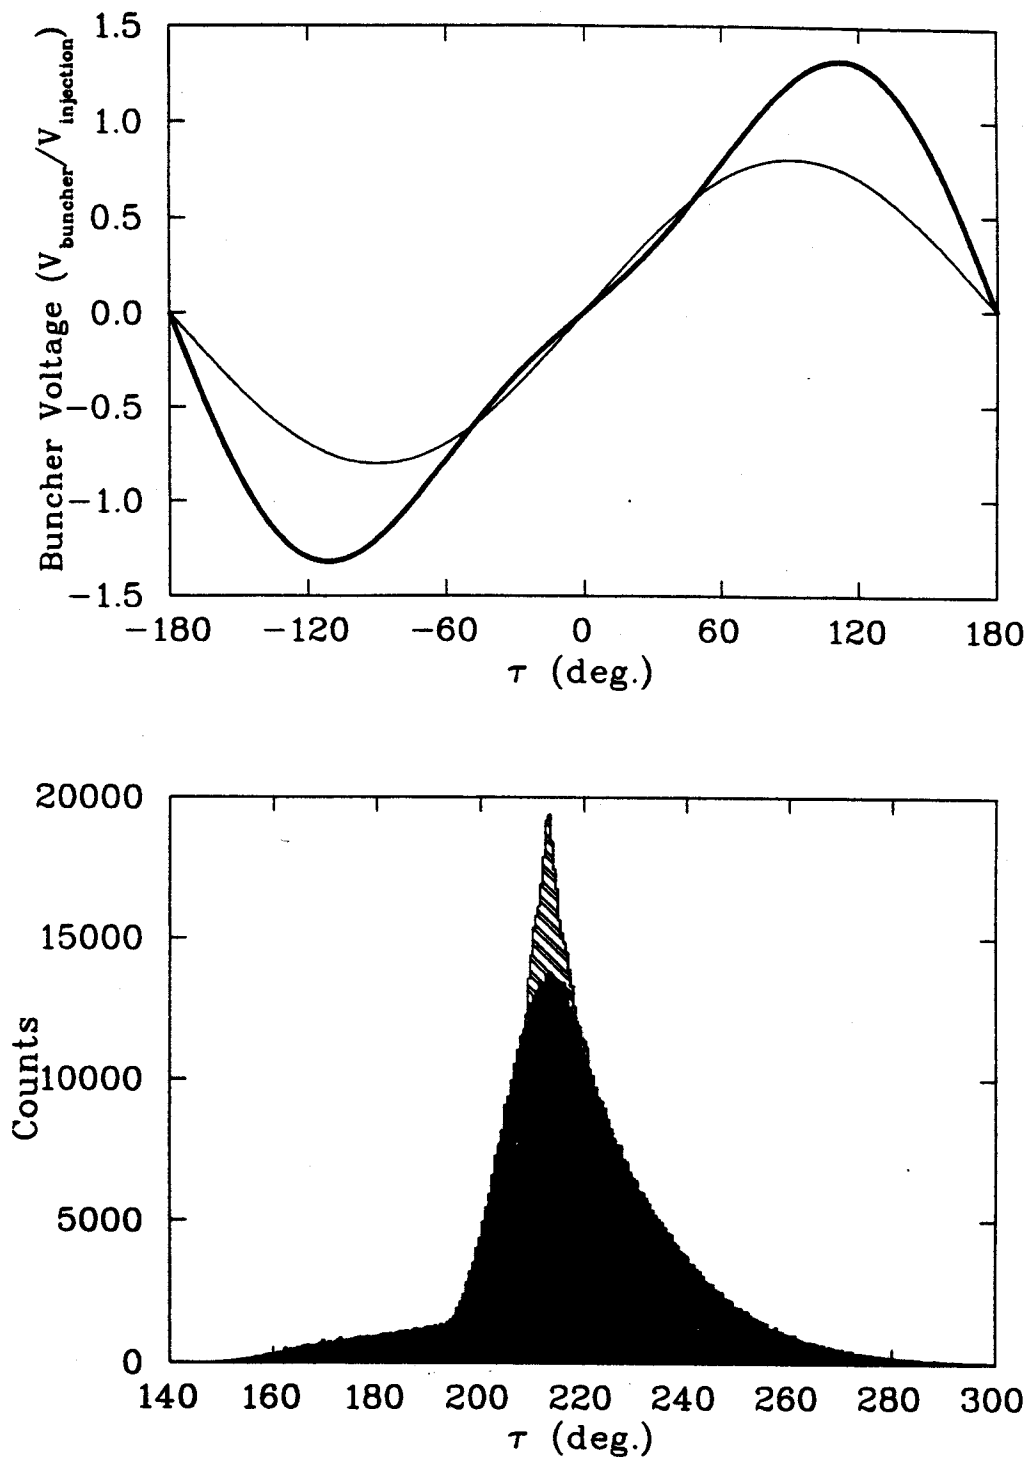 Buncher Voltage (V_buncher/V_injection)
1.5
1.0
0.5
0.0
−0.5
−1.0
−1.5
−180 −120 −60 0 60 120 180
τ (deg.)
Counts
20000
15000
10000
5000
0
140 160 180 200 220 240 260 280 300
τ (deg.)